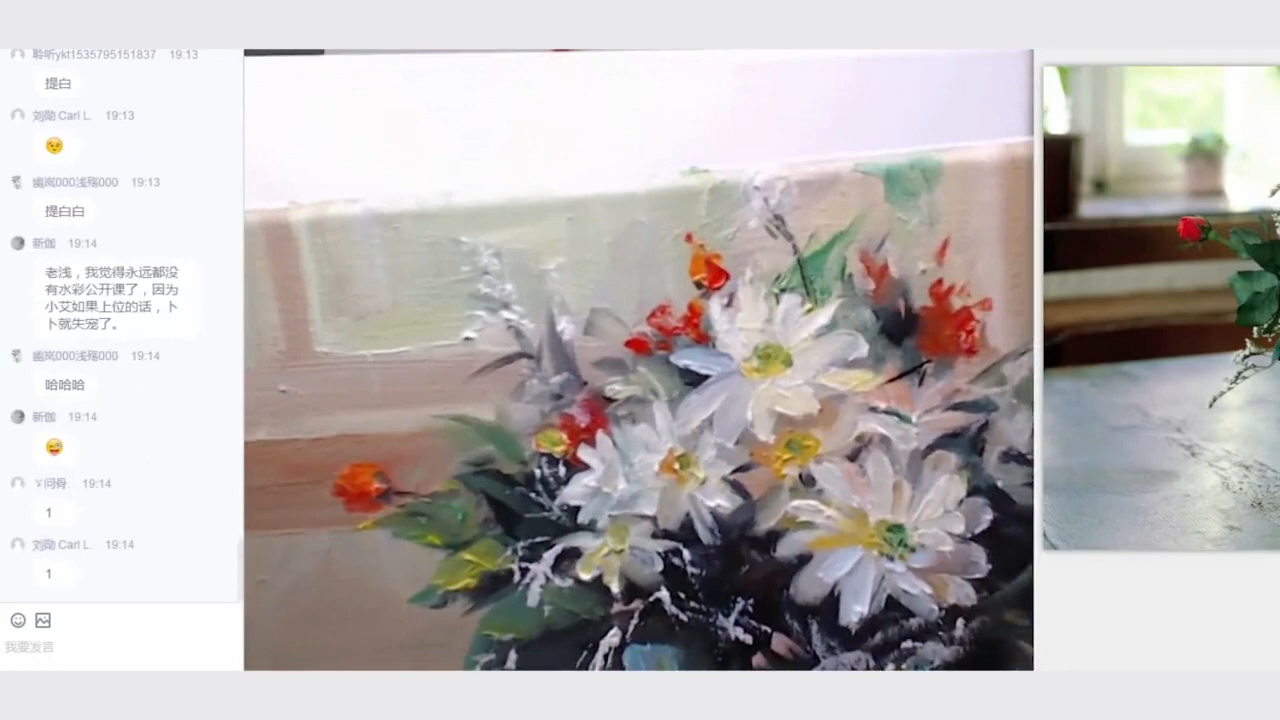 聆听ykt1535795151837 19:13
提白
刘勋 Carl L. 19:13
幽岚000浅殇000 19:13
提白白
新伽 19:14
老浅，我觉得永远都没
有水彩公开课了，因为
小艾如果上位的话，卜
卜就失宠了。
幽岚000浅殇000 19:14
哈哈哈
新伽 19:14
丫问骨. 19:14
1
刘勋 Carl L. 19:14
1
我要发言